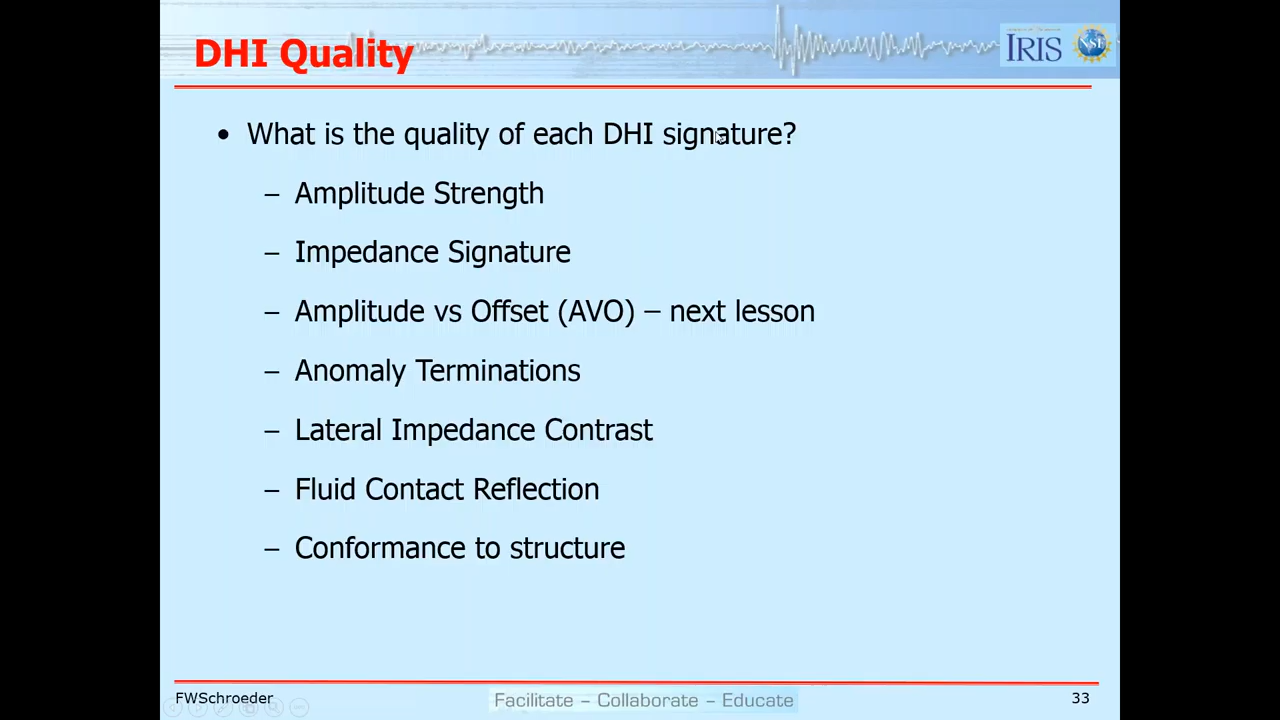 DHI Quality
IRIS
NSF
• What is the quality of each DHI signature?
– Amplitude Strength
– Impedance Signature
– Amplitude vs Offset (AVO) – next lesson
– Anomaly Terminations
– Lateral Impedance Contrast
– Fluid Contact Reflection
– Conformance to structure
FWSchroeder
Facilitate – Collaborate – Educate
33